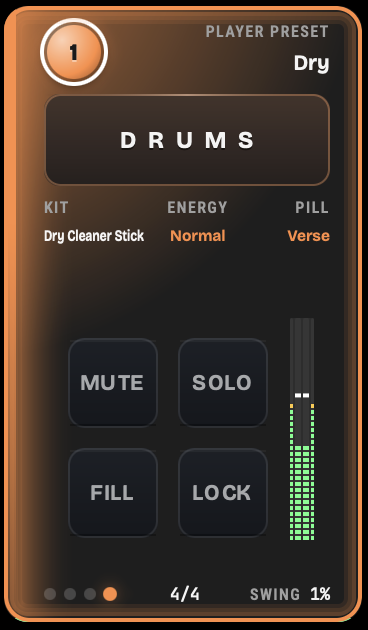 1
PLAYER PRESET
Dry
DRUMS
KIT ENERGY PILL
Dry Cleaner Stick Normal Verse
MUTE SOLO
FILL LOCK
4/4 SWING 1%